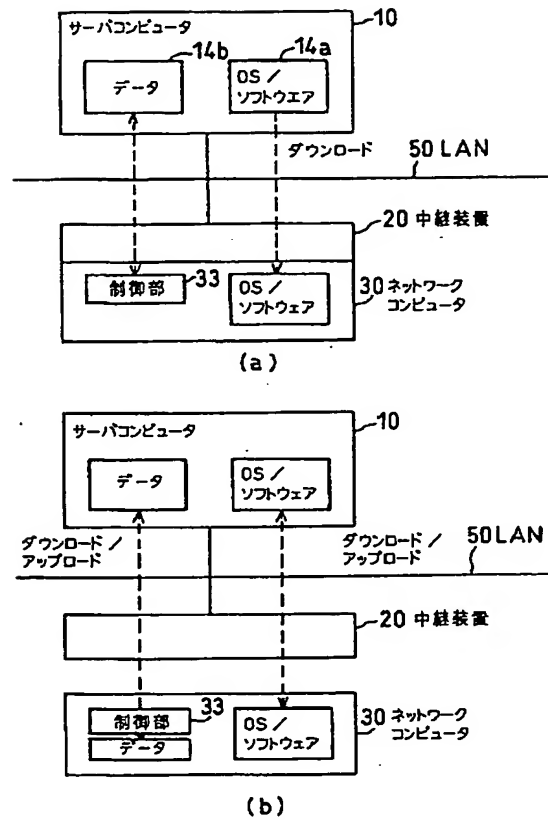 サーバコンピュータ
10
14b
14a
データ
OS /
ソフトウエア
ダウンロード
50 LAN
20 中継装置
制御部
33
OS /
ソフトウェア
30 ネットワーク
コンピュータ
(a)
サーバコンピュータ
10
データ
OS /
ソフトウェア
ダウンロード /
アップロード
ダウンロード /
アップロード
50 LAN
20 中継装置
制御部
33
データ
OS /
ソフトウェア
30 ネットワーク
コンピュータ
(b)